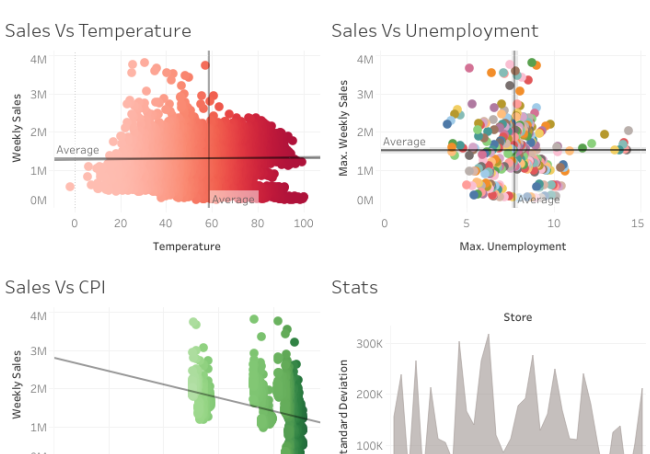 Sales Vs Temperature
4M
3M
2M
1M
0M
Weekly Sales
Average
Average
0
20
40
60
80
100
Temperature
Sales Vs Unemployment
4M
3M
2M
1M
0M
Max. Weekly Sales
Average
Average
0
5
10
15
Max. Unemployment
Sales Vs CPI
4M
3M
2M
1M
Weekly Sales
Stats
Store
300K
200K
100K